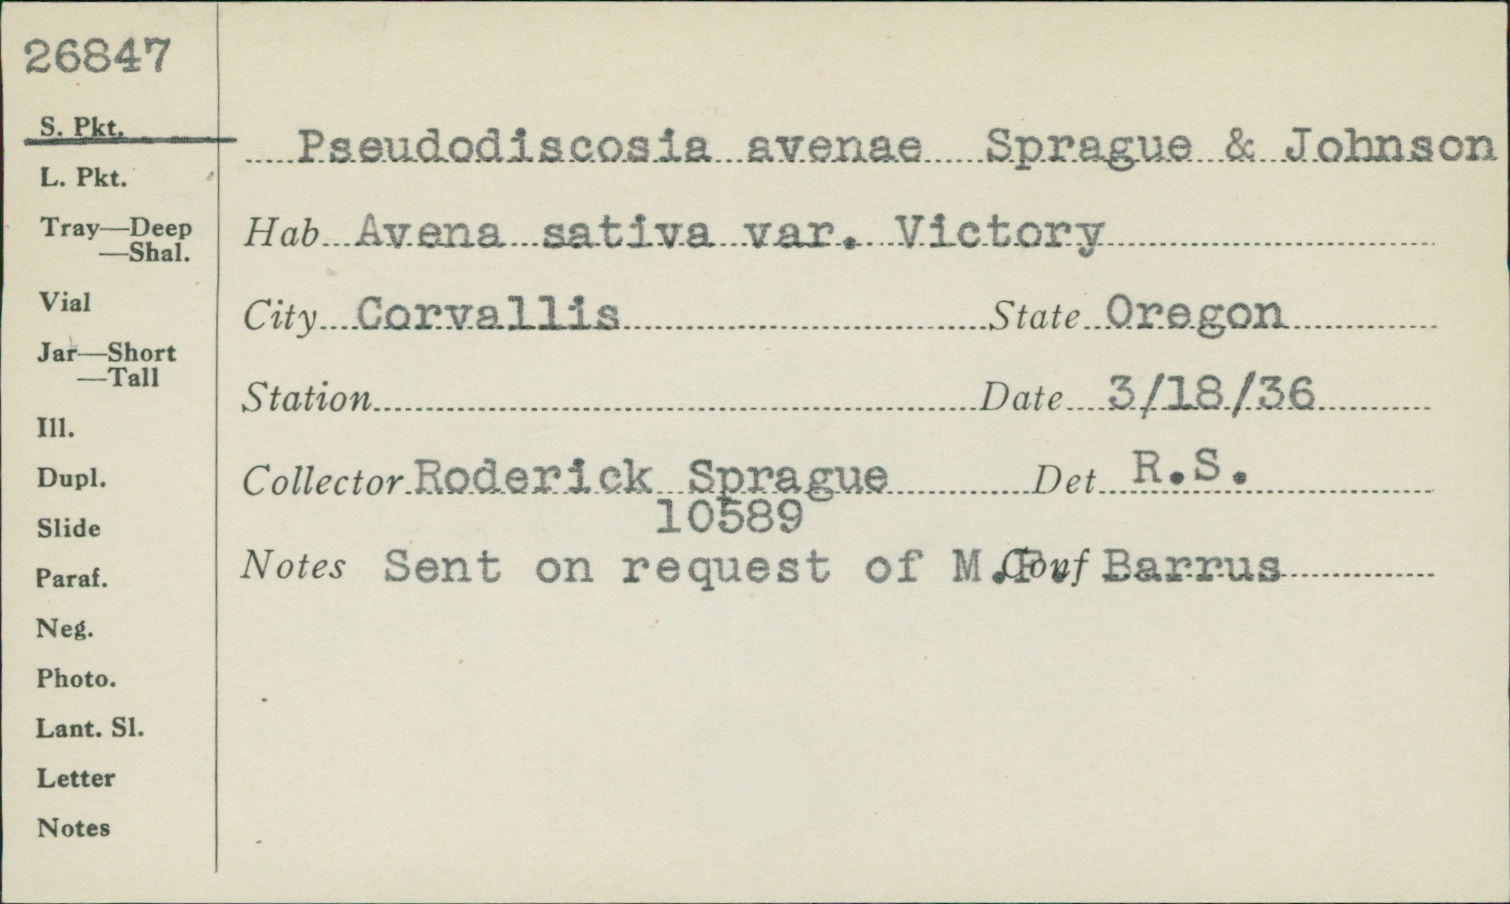 26847
S. Pkt.
Pseudodiscosia avenae Sprague & Johnson
L. Pkt.
Tray—Deep
—Shal.
Hab Avena sativa var. Victory
Vial
City Corvallis State Oregon
Jar—Short
—Tall
Station Date 3/18/36
Ill.
Dupl.
Collector Roderick Sprague Det R.S.
10589
Slide
Paraf.
Notes Sent on request of M.F. Conf Barrus
Neg.
Photo.
Lant. Sl.
Letter
Notes